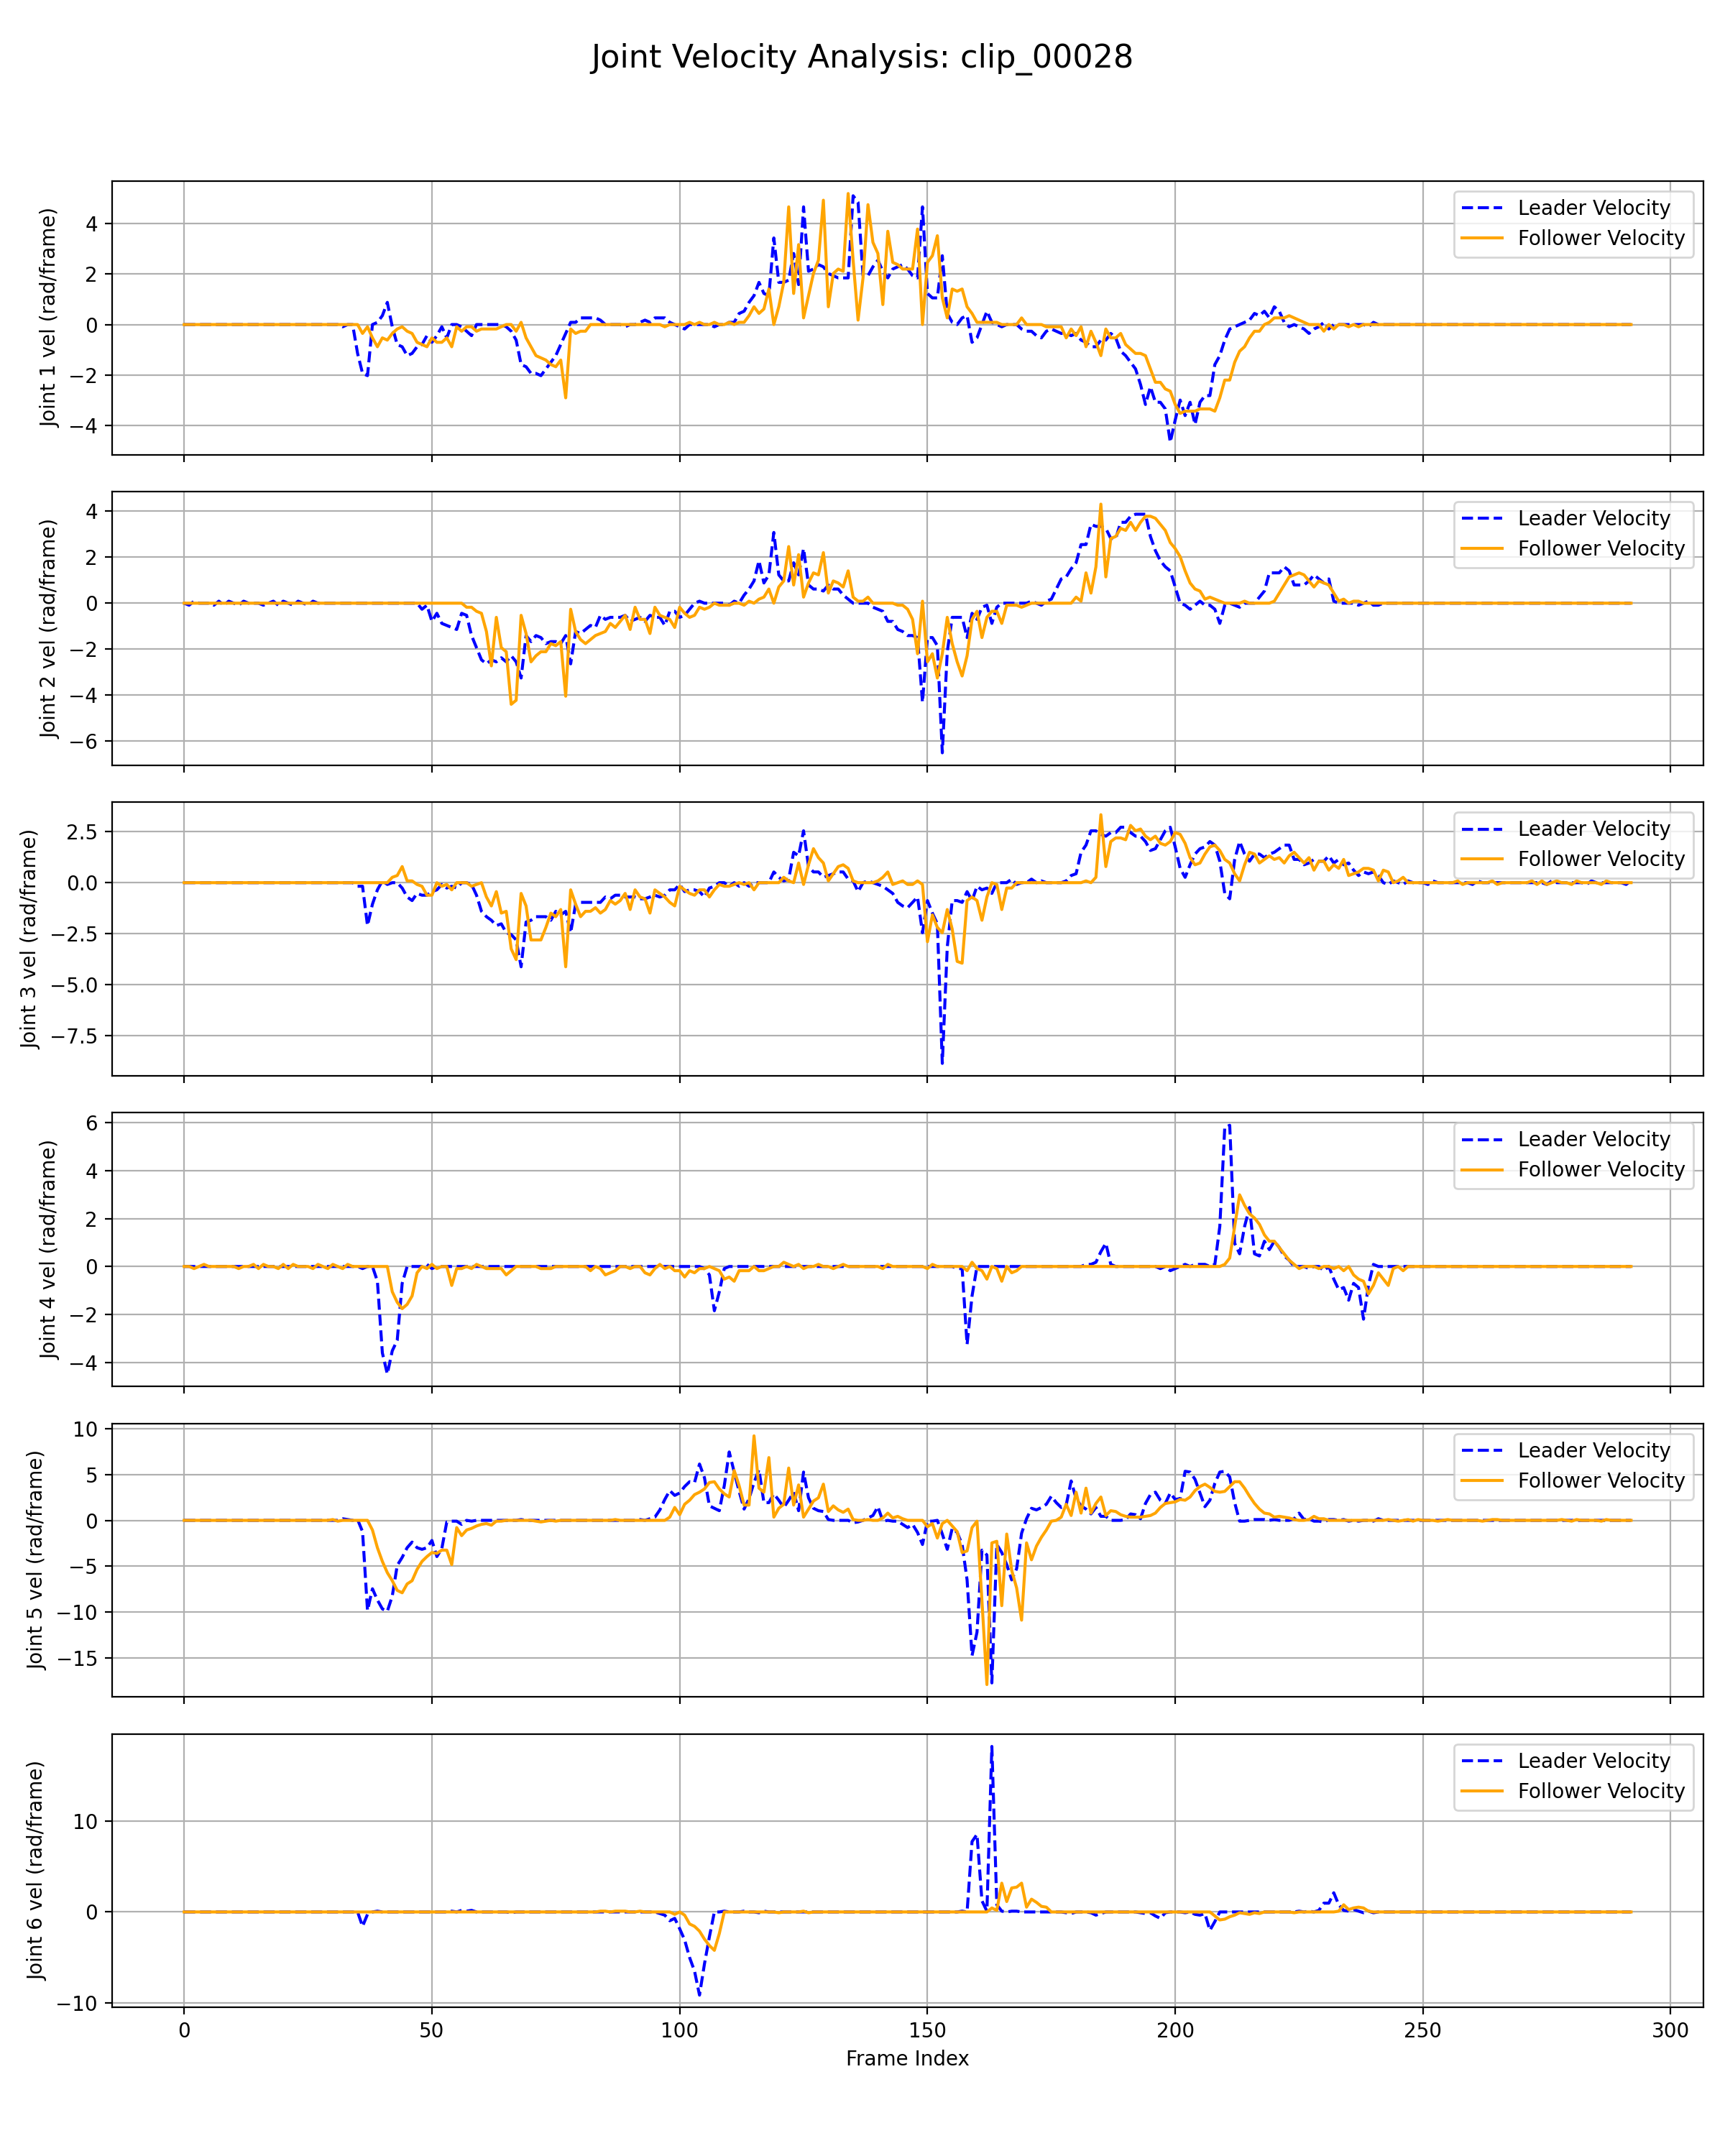 Joint Velocity Analysis: clip_00028
Joint 1 vel (rad/frame)
4
2
0
−2
−4
Leader Velocity
Follower Velocity
Joint 2 vel (rad/frame)
4
2
0
−2
−4
−6
Leader Velocity
Follower Velocity
Joint 3 vel (rad/frame)
2.5
0.0
−2.5
−5.0
−7.5
Leader Velocity
Follower Velocity
Joint 4 vel (rad/frame)
6
4
2
0
−2
−4
Leader Velocity
Follower Velocity
Joint 5 vel (rad/frame)
10
5
0
−5
−10
−15
Leader Velocity
Follower Velocity
Joint 6 vel (rad/frame)
10
0
−10
Leader Velocity
Follower Velocity
0 50 100 150 200 250 300
Frame Index